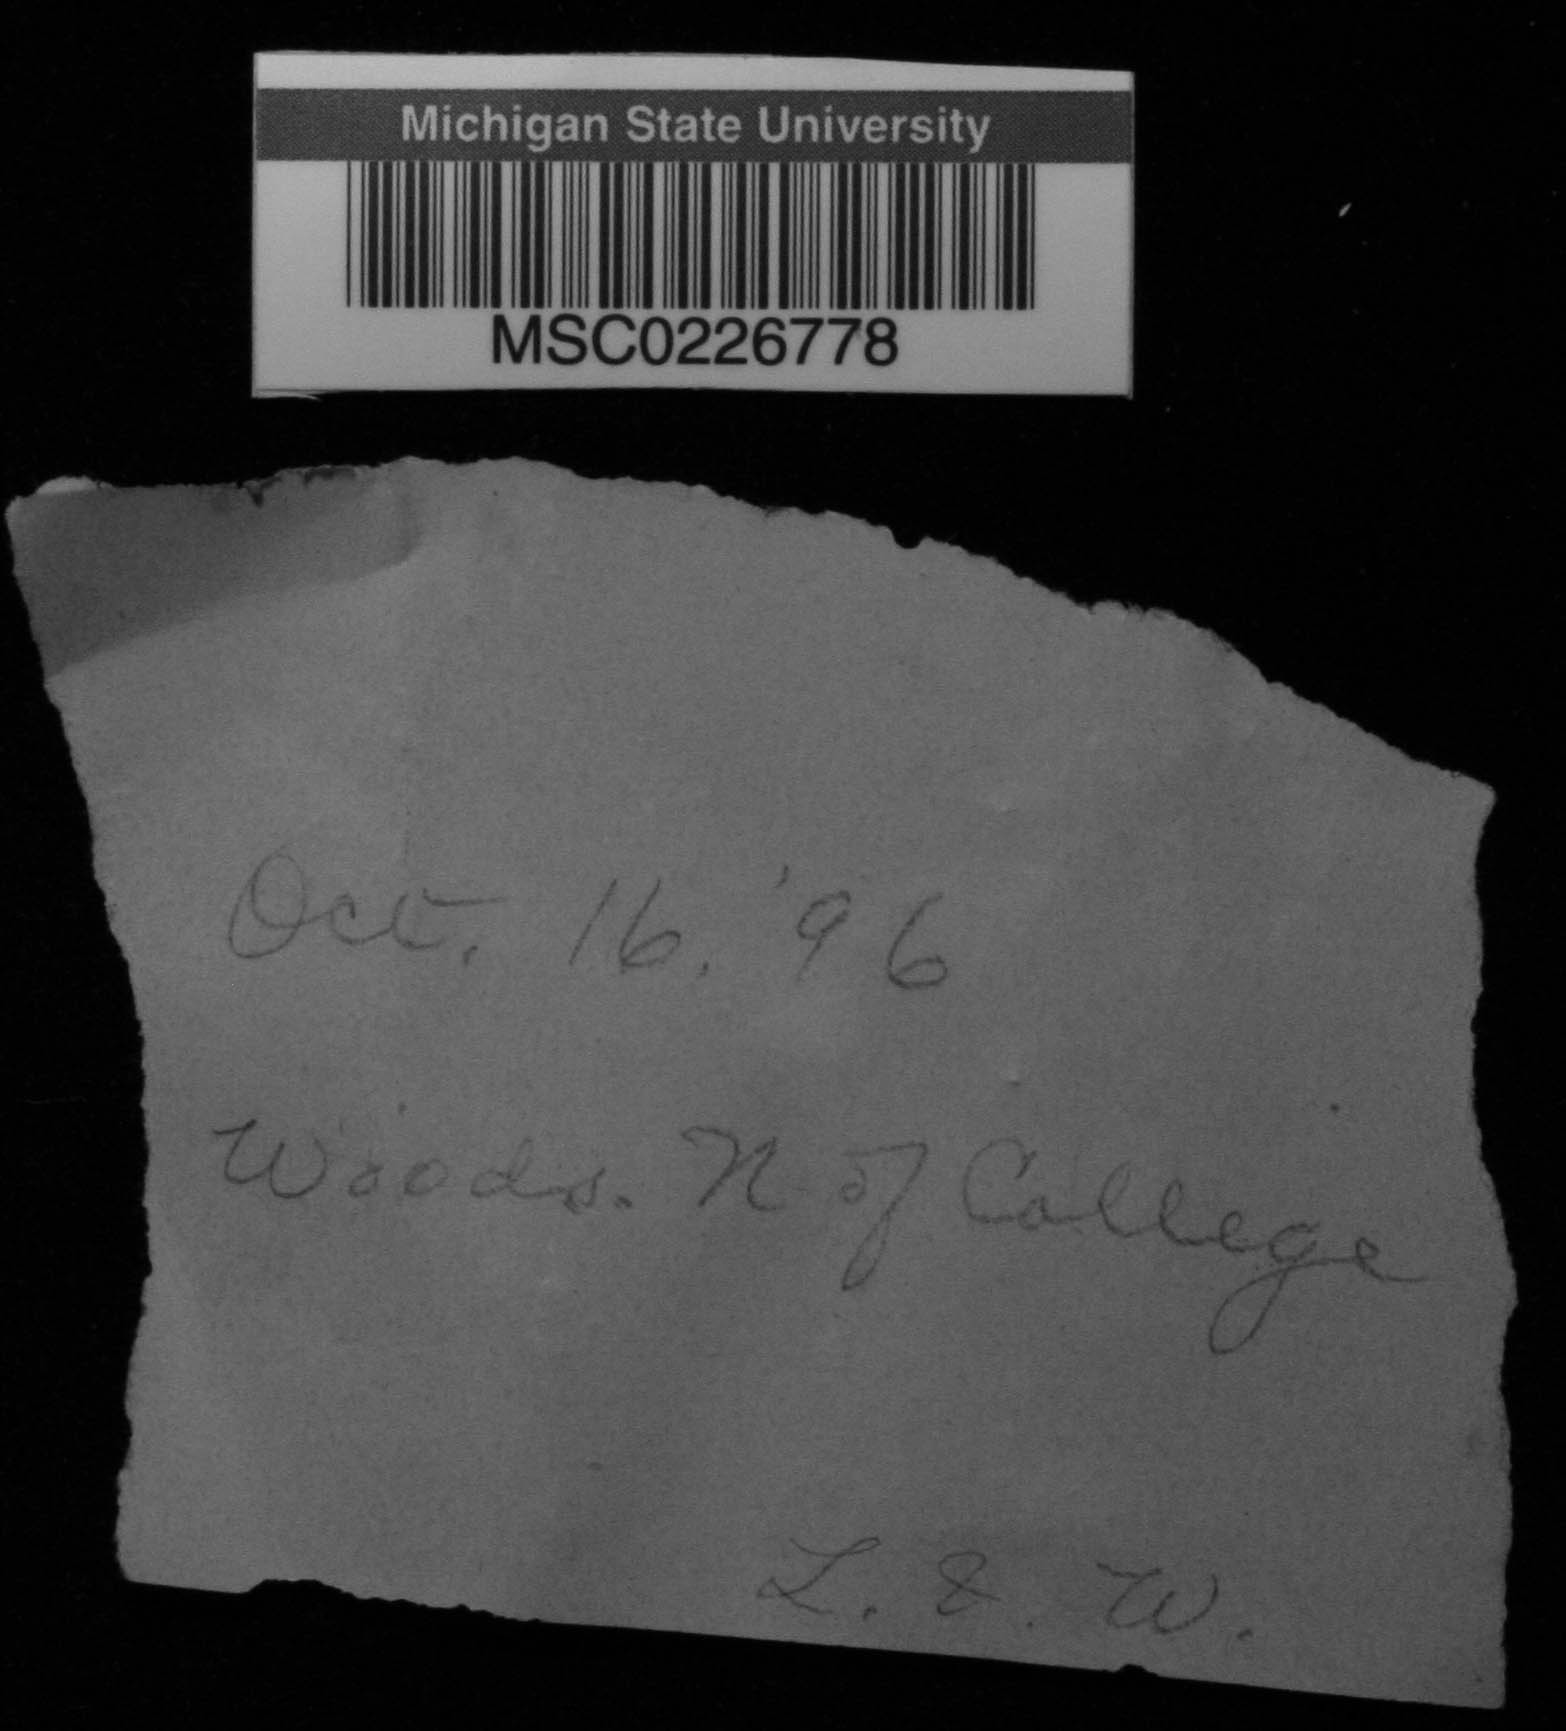 Michigan State University
MSC0226778
Oct. 16. '96
Woods. N of College
L. & W.